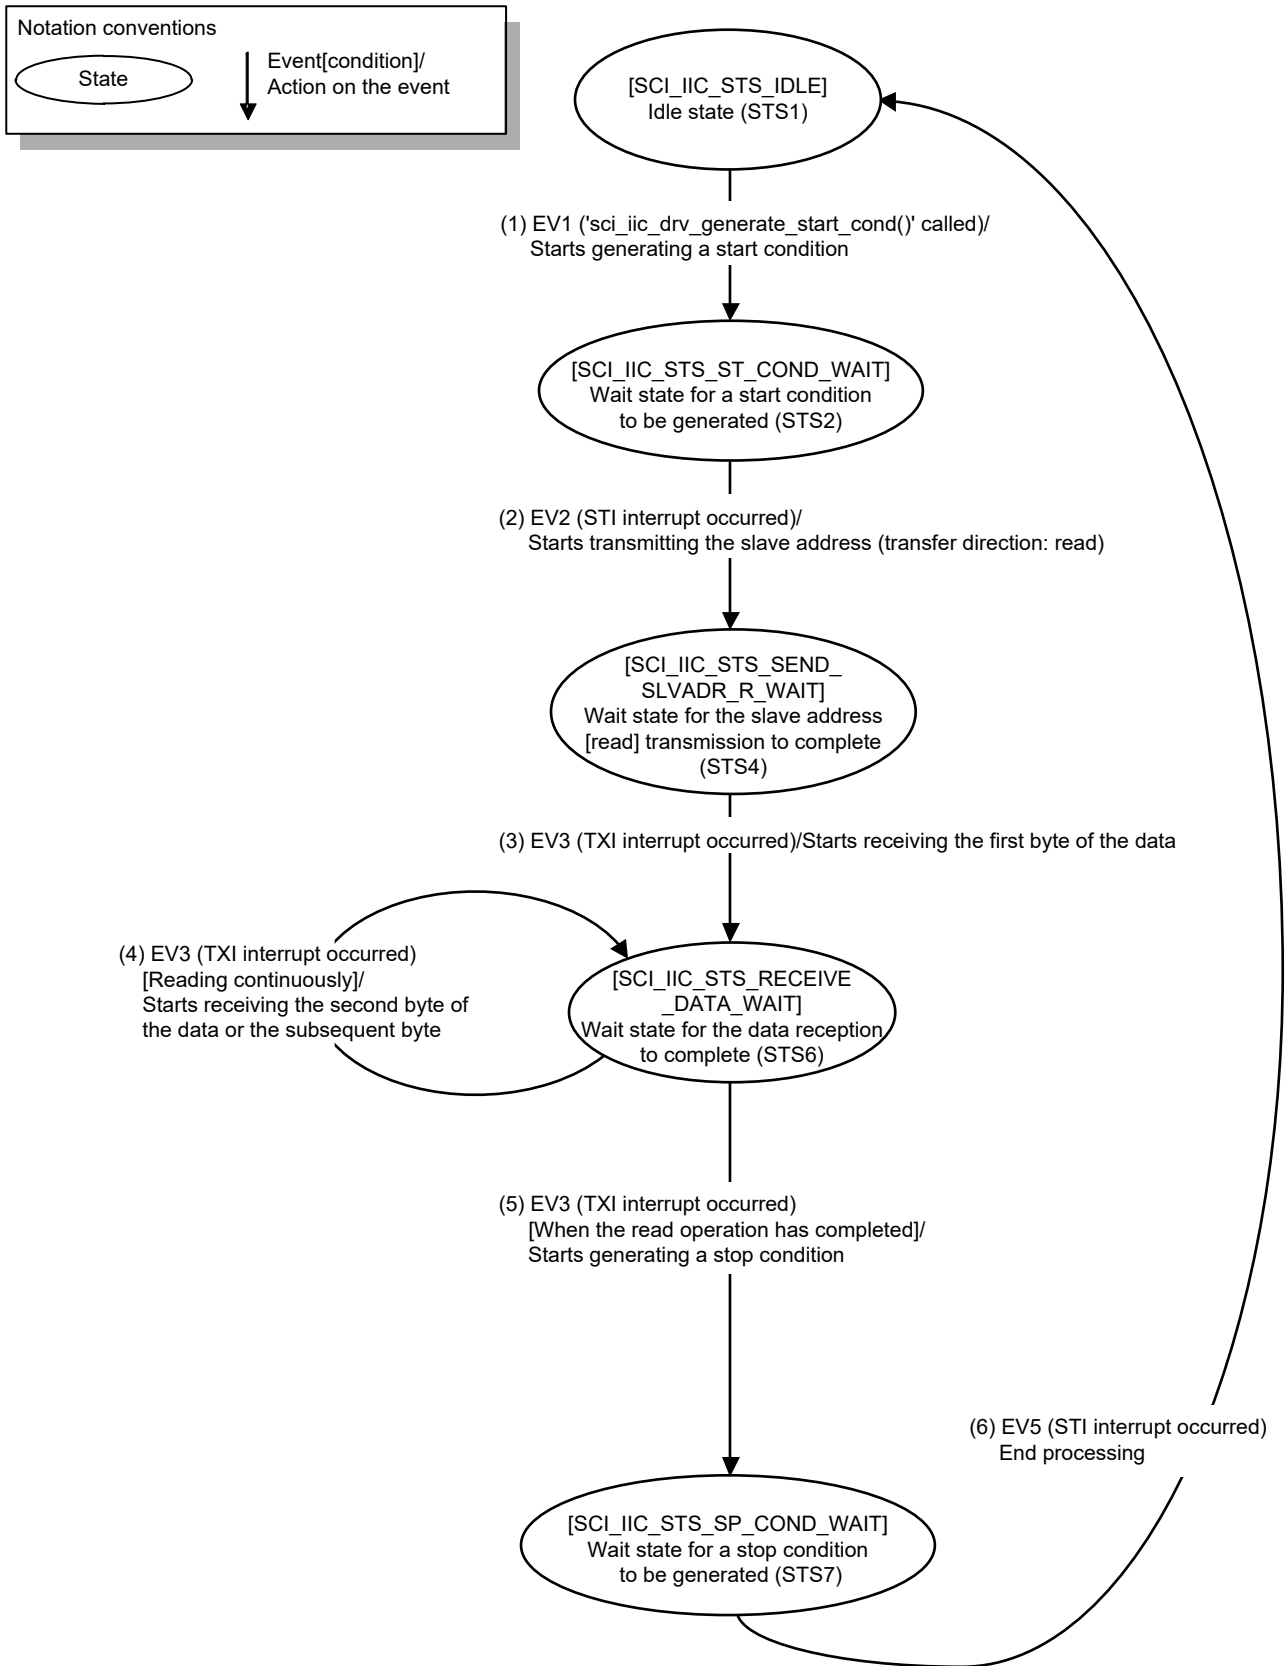 Notation conventions
State
Event[condition]/
Action on the event
[SCI_IIC_STS_IDLE]
Idle state (STS1)
(1) EV1 ('sci_iic_drv_generate_start_cond()' called)/
Starts generating a start condition
[SCI_IIC_STS_ST_COND_WAIT]
Wait state for a start condition
to be generated (STS2)
(2) EV2 (STI interrupt occurred)/
Starts transmitting the slave address (transfer direction: read)
[SCI_IIC_STS_SEND_
SLVADR_R_WAIT]
Wait state for the slave address
[read] transmission to complete
(STS4)
(3) EV3 (TXI interrupt occurred)/Starts receiving the first byte of the data
(4) EV3 (TXI interrupt occurred)
[Reading continuously]/
Starts receiving the second byte of
the data or the subsequent byte
[SCI_IIC_STS_RECEIVE
_DATA_WAIT]
Wait state for the data reception
to complete (STS6)
(5) EV3 (TXI interrupt occurred)
[When the read operation has completed]/
Starts generating a stop condition
(6) EV5 (STI interrupt occurred)
End processing
[SCI_IIC_STS_SP_COND_WAIT]
Wait state for a stop condition
to be generated (STS7)